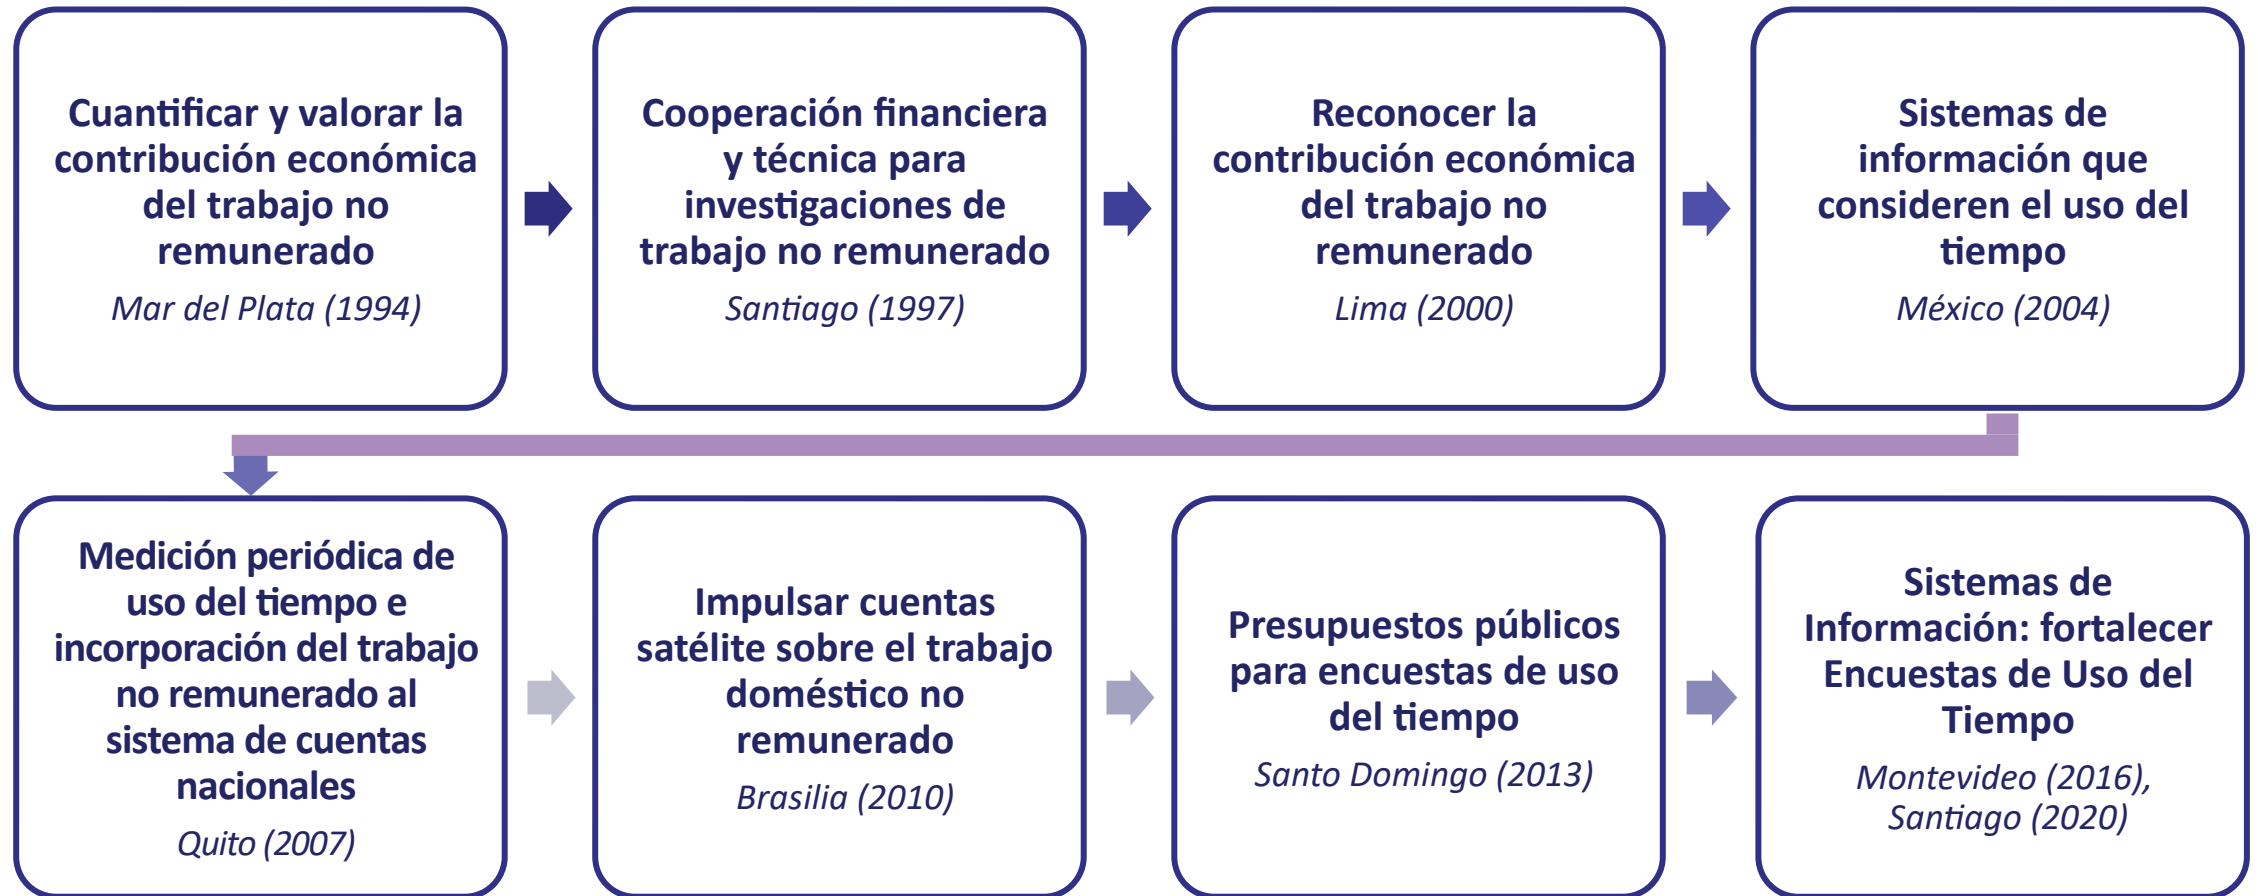 Cuantificar y valorar la
contribución económica
del trabajo no
remunerado
Mar del Plata (1994)
Cooperación financiera
y técnica para
investigaciones de
trabajo no remunerado
Santiago (1997)
Reconocer la
contribución económica
del trabajo no
remunerado
Lima (2000)
Sistemas de
información que
consideren el uso del
tiempo
México (2004)
Medición periódica de
uso del tiempo e
incorporación del trabajo
no remunerado al
sistema de cuentas
nacionales
Quito (2007)
Impulsar cuentas
satélite sobre el trabajo
doméstico no
remunerado
Brasilia (2010)
Presupuestos públicos
para encuestas de uso
del tiempo
Santo Domingo (2013)
Sistemas de
Información: fortalecer
Encuestas de Uso del
Tiempo
Montevideo (2016),
Santiago (2020)